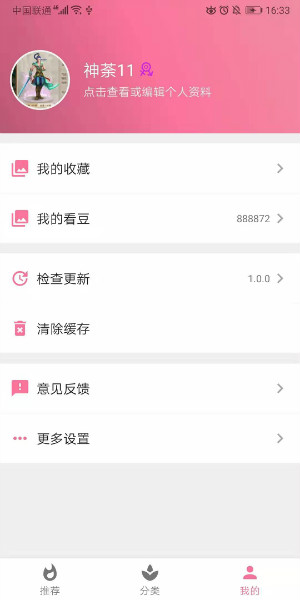 中国联通 16:33
神荼11
点击查看或编辑个人资料
我的收藏
我的看豆 888872
检查更新 1.0.0
清除缓存
意见反馈
更多设置
推荐 分类 我的